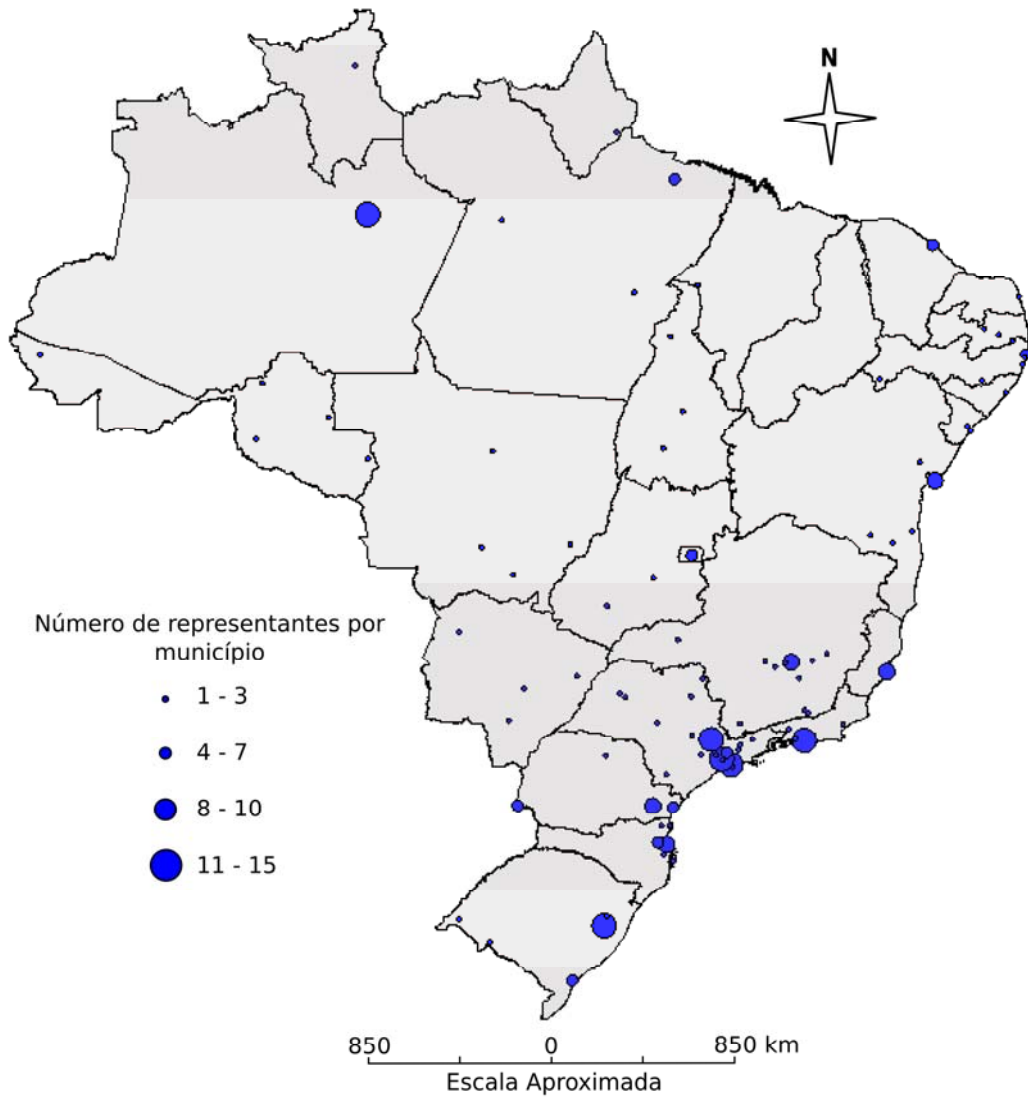 N
Número de representantes por
município
1 - 3
4 - 7
8 - 10
11 - 15
850 0 850 km
Escala Aproximada